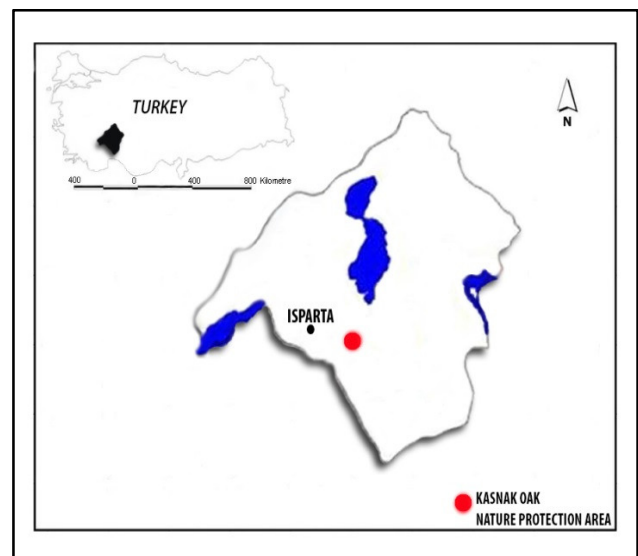 TURKEY
400 0 400 800 Kilometre
N
ISPARTA
KASNAK OAK
NATURE PROTECTION AREA